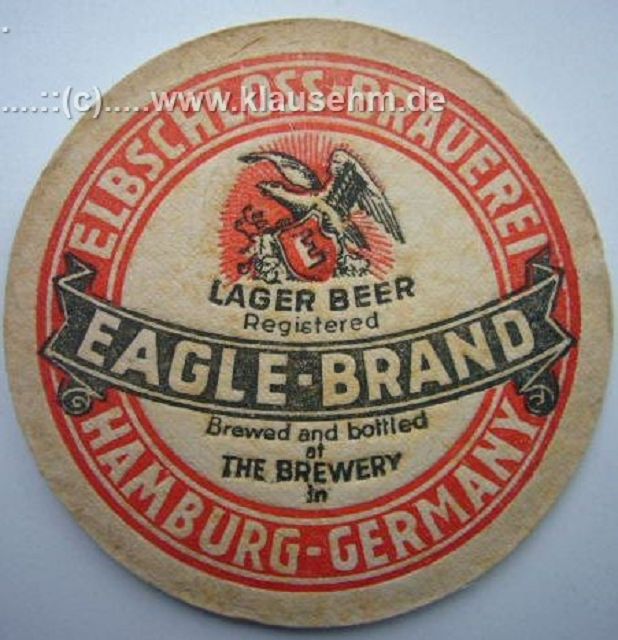 .
.....::(c).....www.klausehm.de
ELBSCHLOSS-BRAUEREI
E
LAGER BEER
Registered
EAGLE-BRAND
Brewed and bottled
at
THE BREWERY
in
HAMBURG-GERMANY